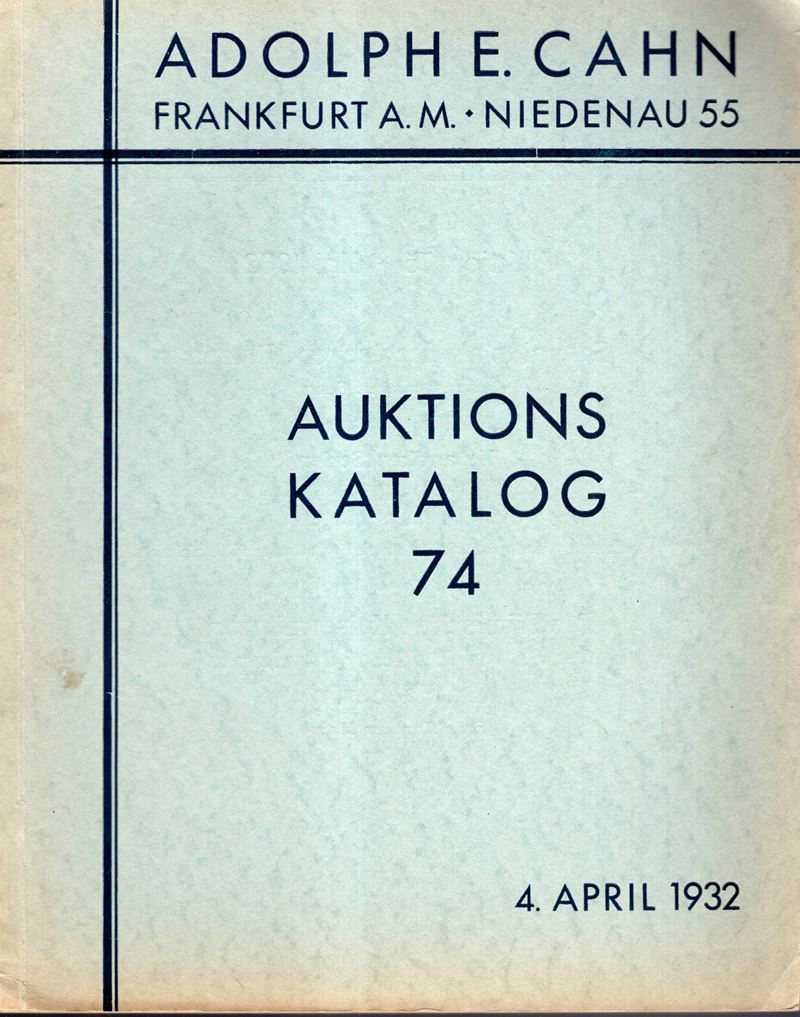 ADOLPH E. CAHN
FRANKFURT A. M. • NIEDENAU 55
AUKTIONS
KATALOG
74
4. APRIL 1932